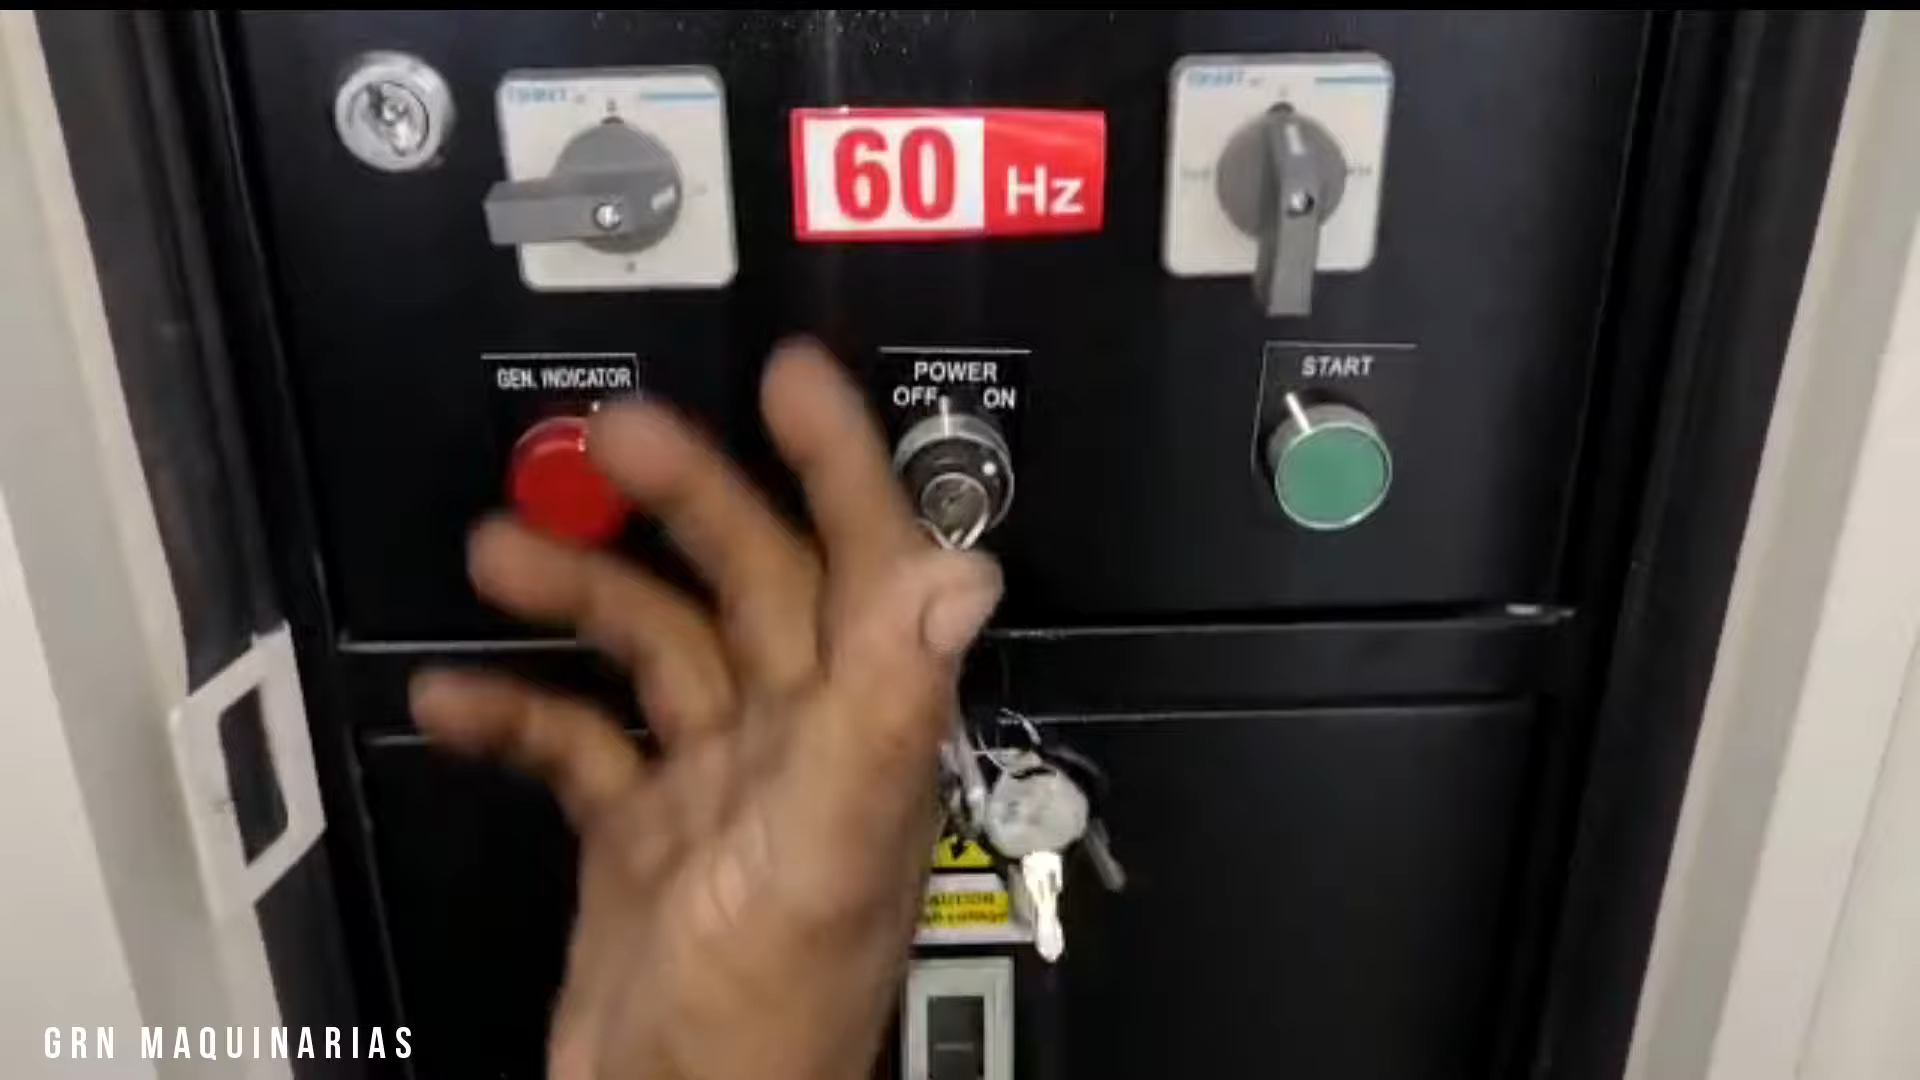 60 Hz
GEN. INDICATOR
POWER
OFF ON
START
GRN MAQUINARIAS